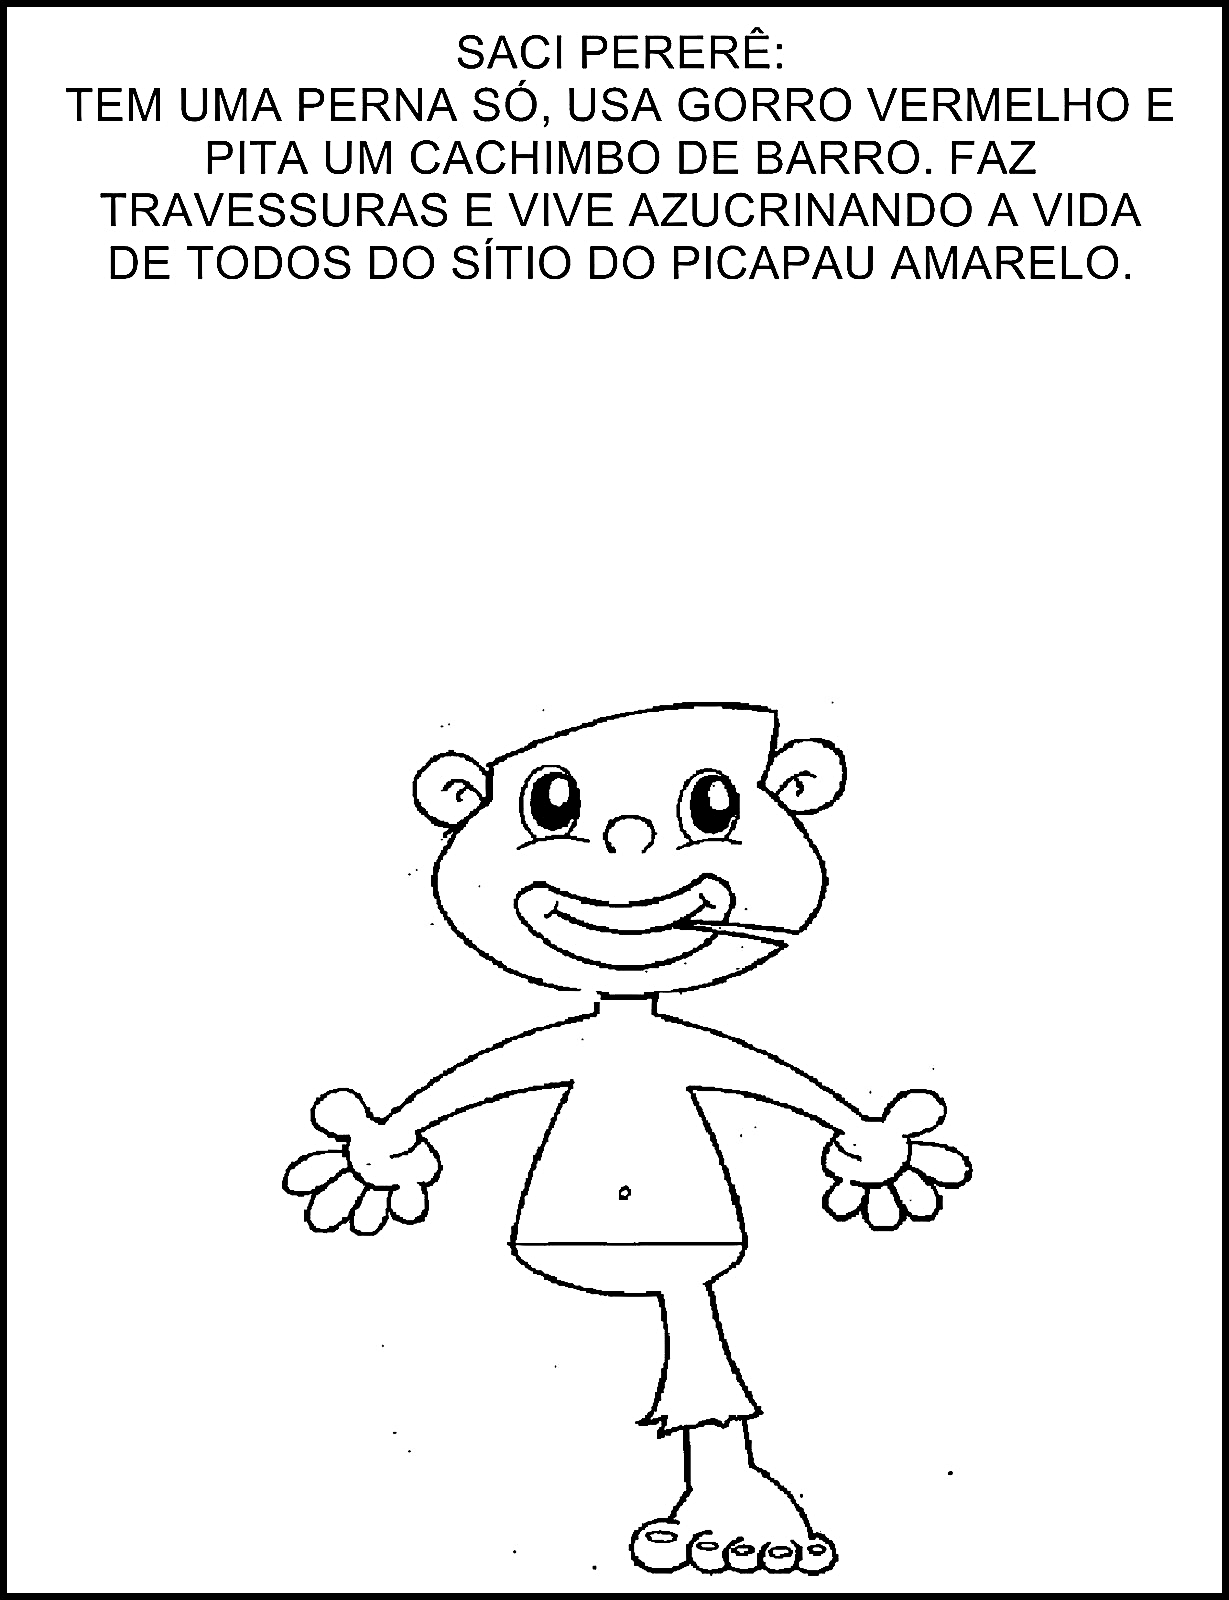 SACI PERERÊ:
TEM UMA PERNA SÓ, USA GORRO VERMELHO E
PITA UM CACHIMBO DE BARRO. FAZ
TRAVESSURAS E VIVE AZUCRINANDO A VIDA
DE TODOS DO SÍTIO DO PICAPAU AMARELO.